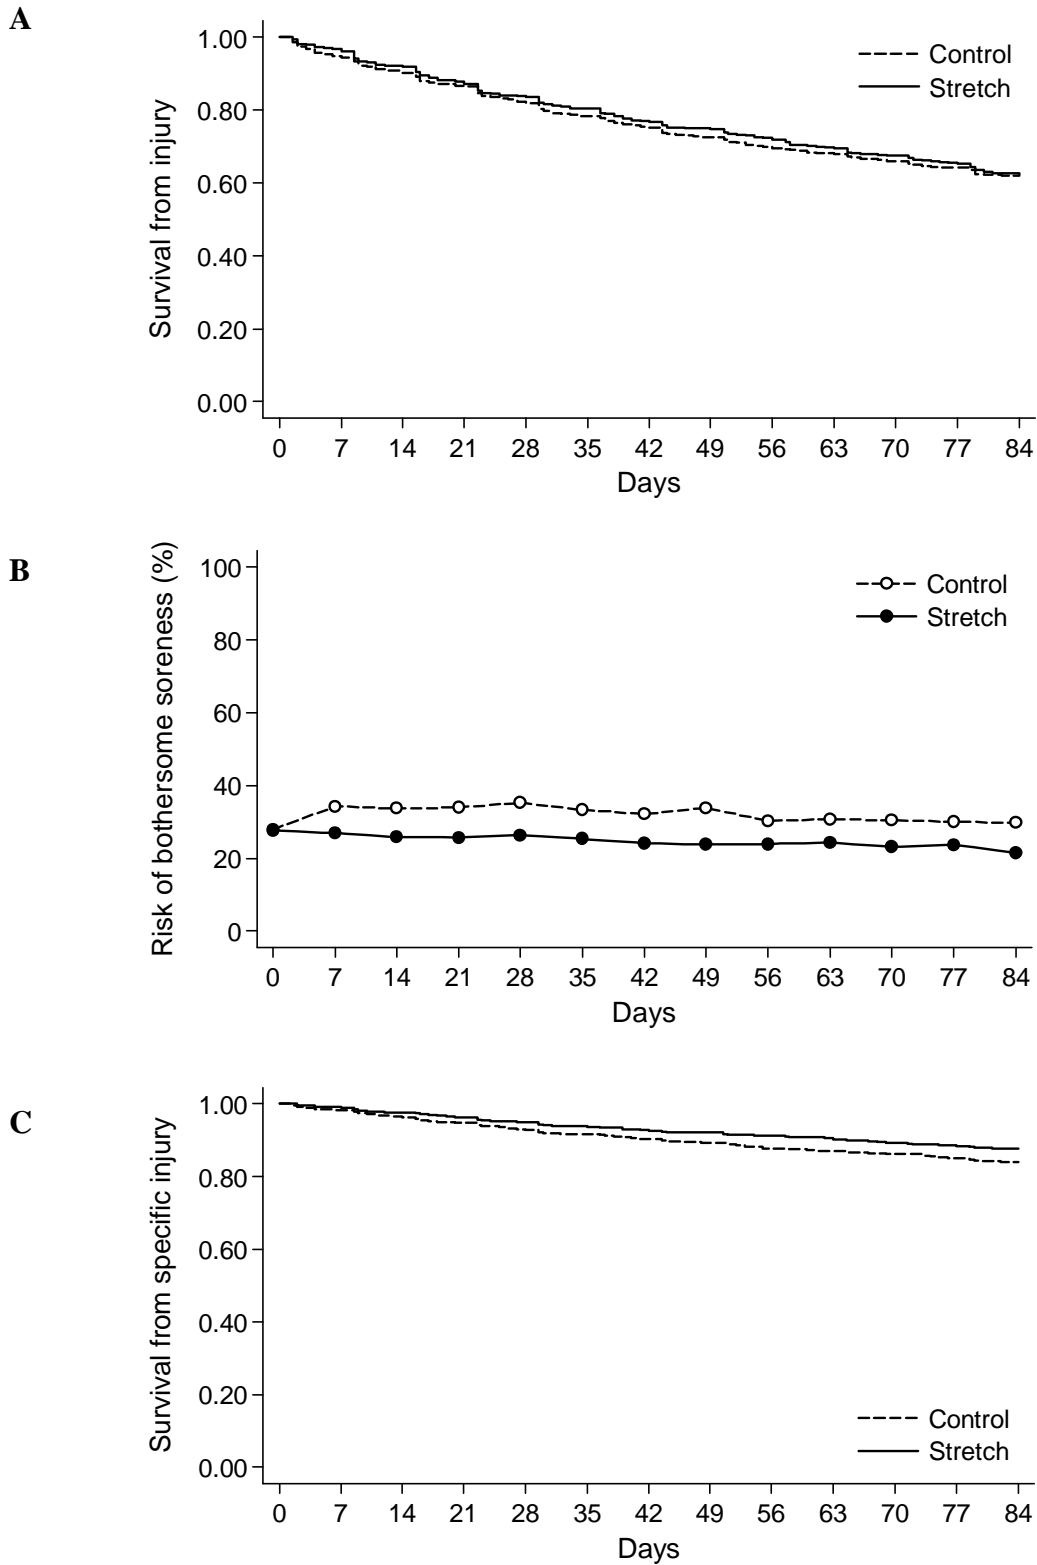 A
Survival from injury
1.00
0.80
0.60
0.40
0.20
0.00
Control
Stretch
0 7 14 21 28 35 42 49 56 63 70 77 84
Days
B
Risk of bothersome soreness (%)
100
80
60
40
20
0
Control
Stretch
0 7 14 21 28 35 42 49 56 63 70 77 84
Days
C
Survival from specific injury
1.00
0.80
0.60
0.40
0.20
0.00
Control
Stretch
0 7 14 21 28 35 42 49 56 63 70 77 84
Days